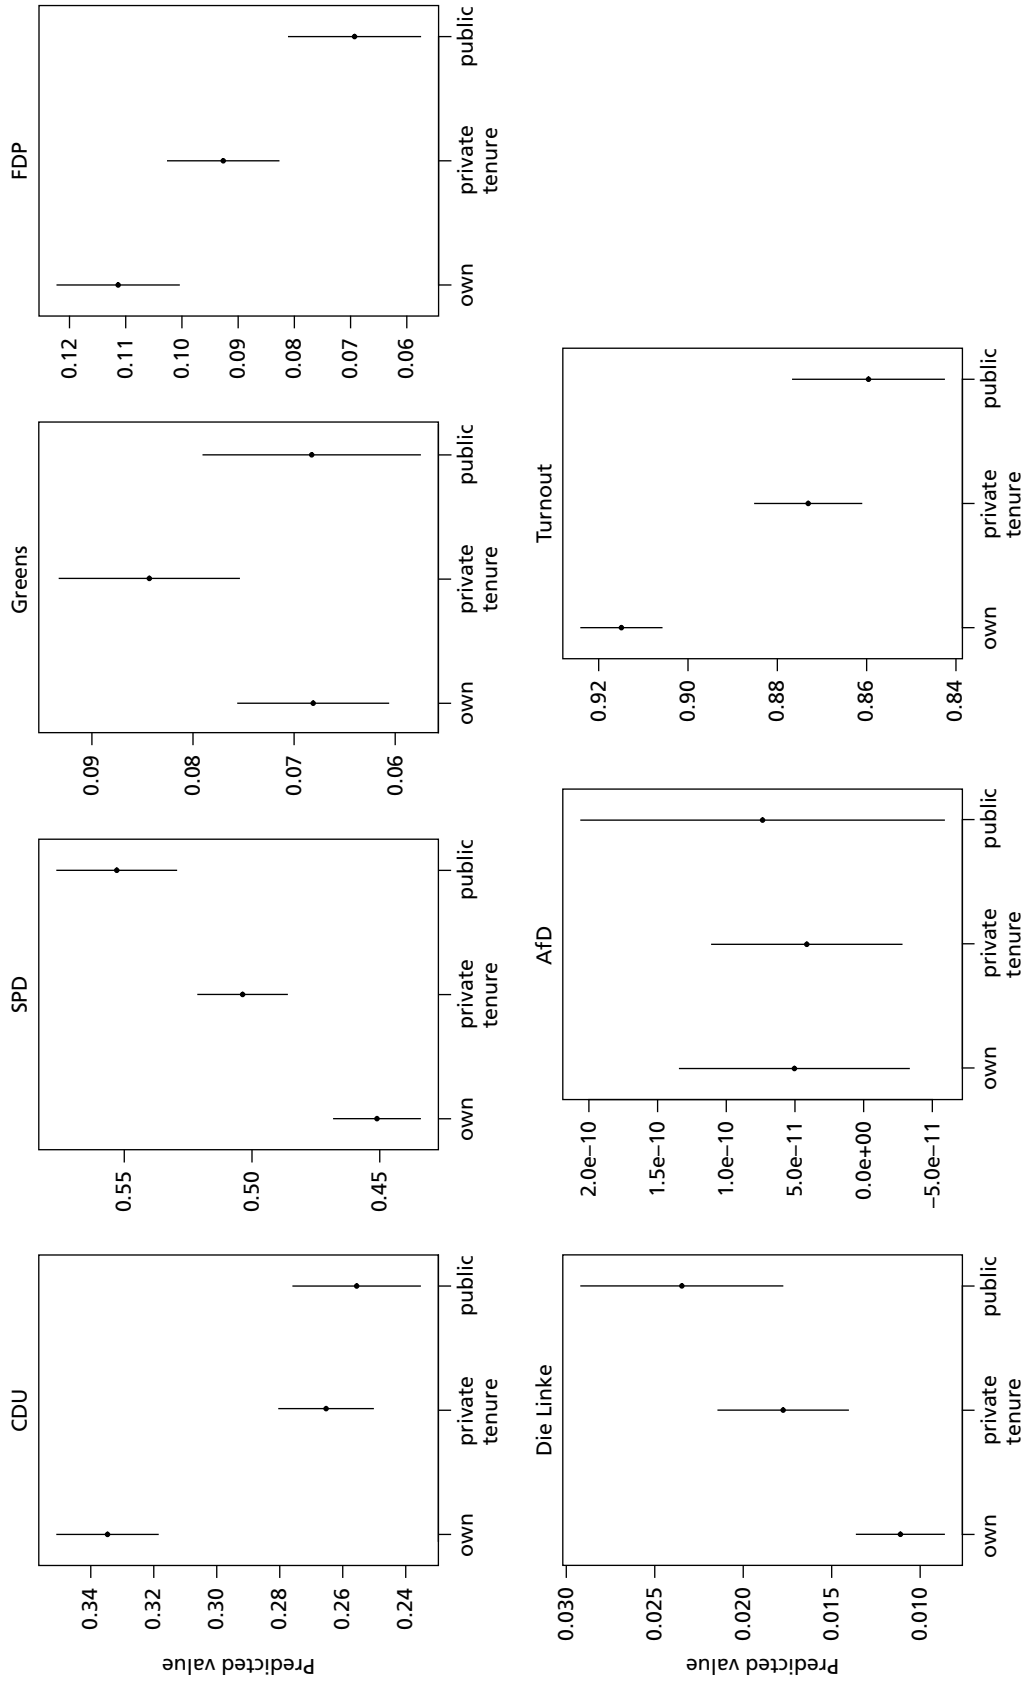 CDU
Predicted value
0.34
0.32
0.30
0.28
0.26
0.24
own
private
public
tenure
SPD
0.55
0.50
0.45
own
private
public
tenure
Greens
0.09
0.08
0.07
0.06
own
private
public
tenure
FDP
0.12
0.11
0.10
0.09
0.08
0.07
0.06
own
private
public
tenure
Die Linke
Predicted value
0.030
0.025
0.020
0.015
0.010
own
private
public
tenure
AfD
2.0e-10
1.5e-10
1.0e-10
5.0e-11
0.0e+00
−5.0e-11
own
private
public
tenure
Turnout
0.92
0.90
0.88
0.86
0.84
own
private
public
tenure